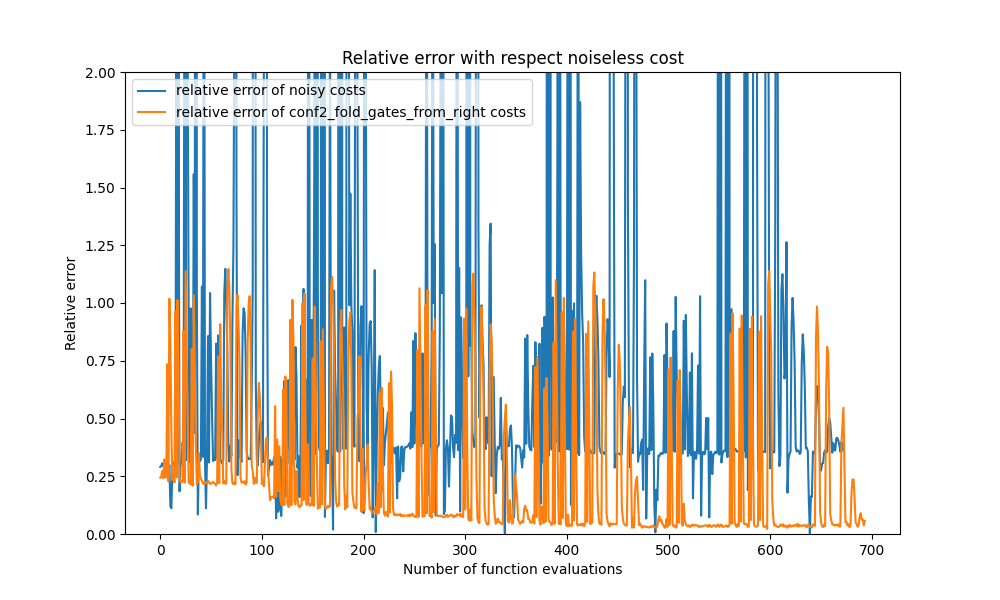 Relative error with respect noiseless cost
relative error of noisy costs
relative error of conf2_fold_gates_from_right costs
Relative error
2.00
1.75
1.50
1.25
1.00
0.75
0.50
0.25
0.00
0 100 200 300 400 500 600 700
Number of function evaluations